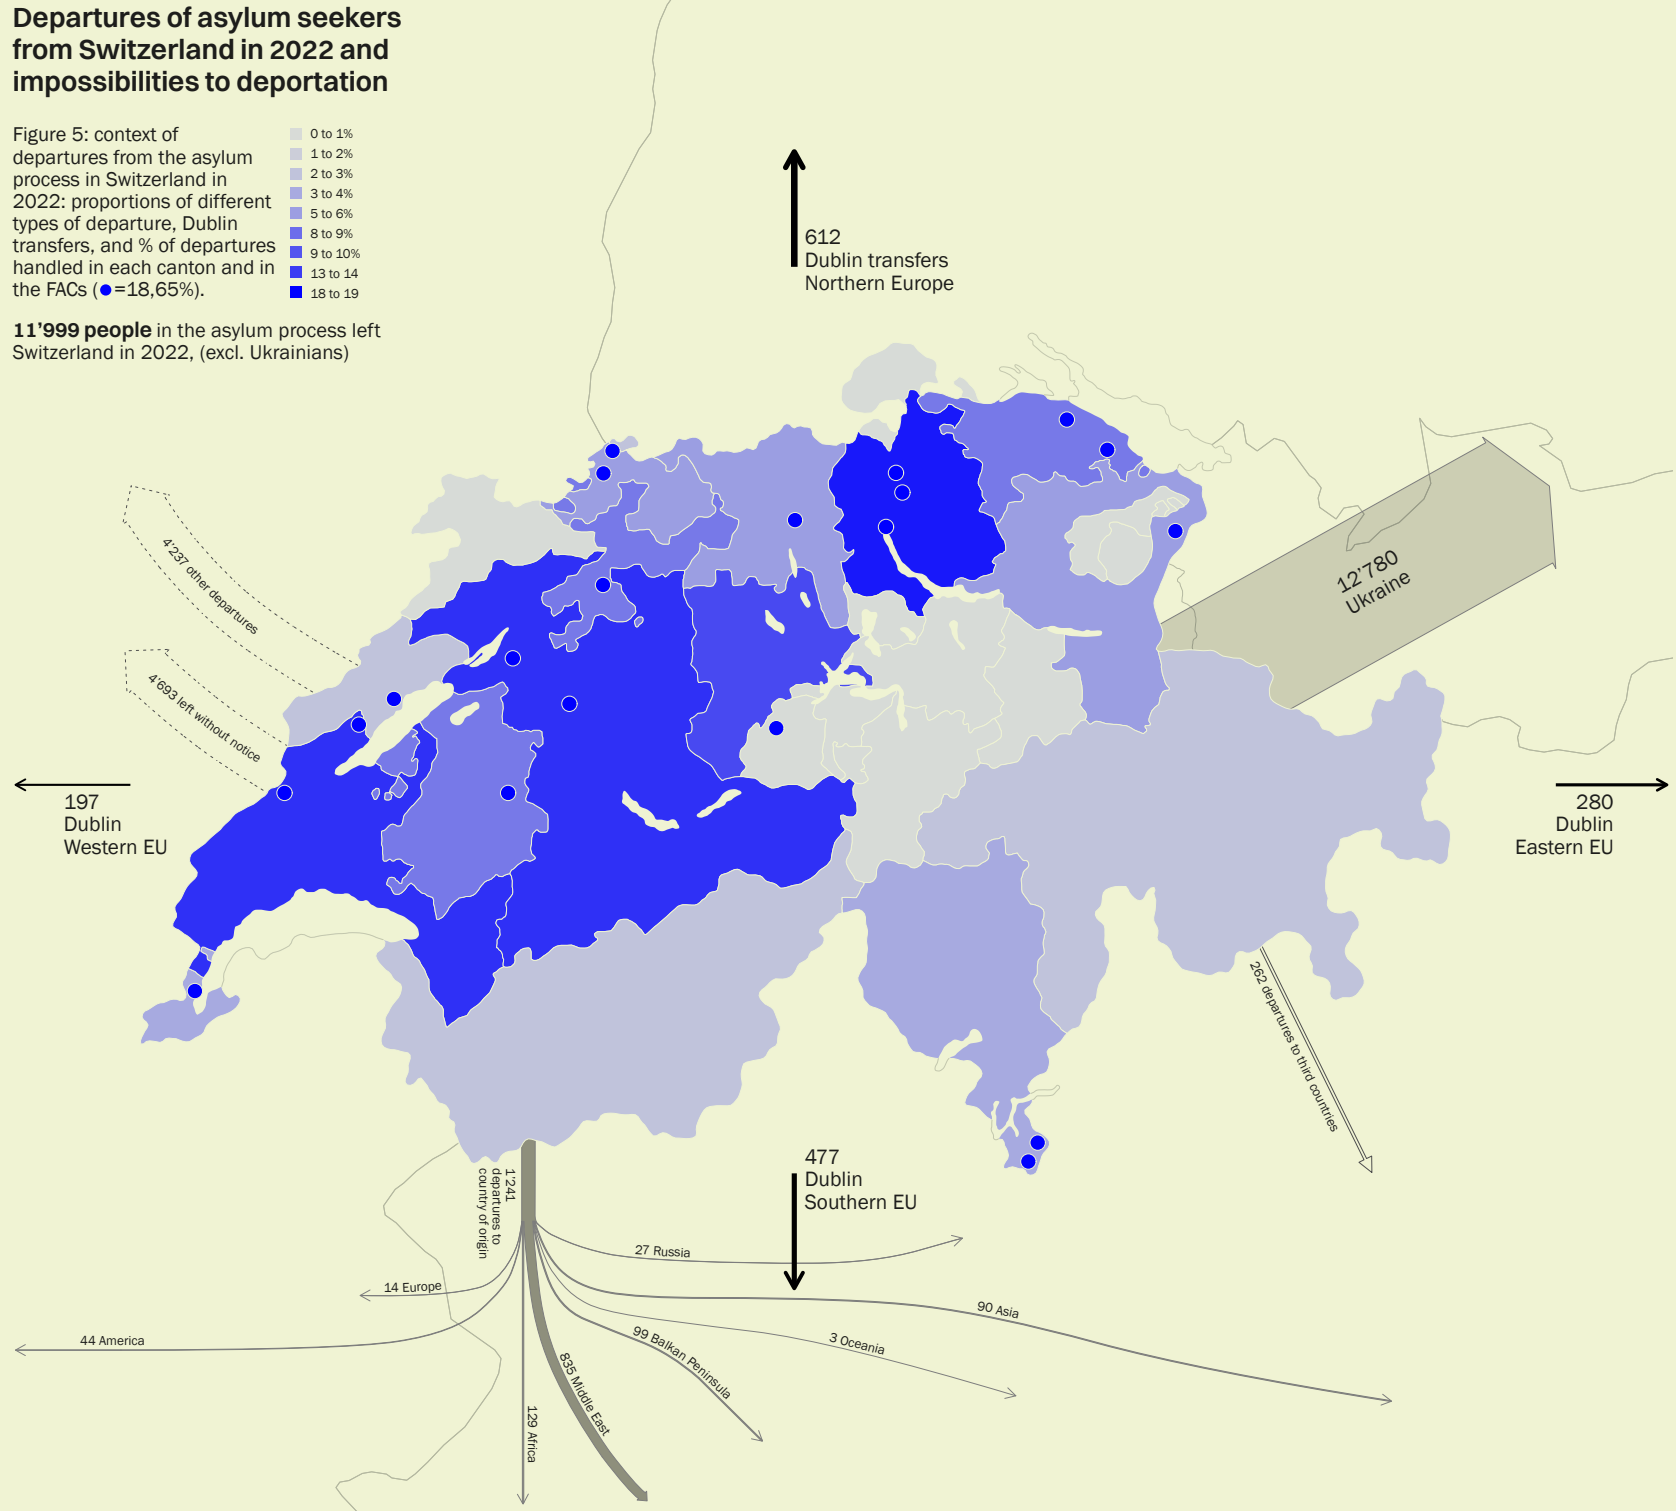 Departures of asylum seekers
from Switzerland in 2022 and
impossibilities to deportation
Figure 5: context of
departures from the asylum
process in Switzerland in
2022: proportions of different
types of departure, Dublin
transfers, and % of departures
handled in each canton and in
the FACs (●=18,65%).
0 to 1%
1 to 2%
2 to 3%
3 to 4%
5 to 6%
8 to 9%
9 to 10%
13 to 14
18 to 19
11’999 people in the asylum process left
Switzerland in 2022, (excl. Ukrainians)
612
Dublin transfers
Northern Europe
4’237 other departures
4’693 left without notice
12’780
Ukraine
197
Dublin
Western EU
280
Dublin
Eastern EU
262 departures to third countries
477
Dublin
Southern EU
1’241
departures to
country of origin
27 Russia
14 Europe
90 Asia
44 America
3 Oceania
99 Balkan Peninsula
835 Middle East
129 Africa